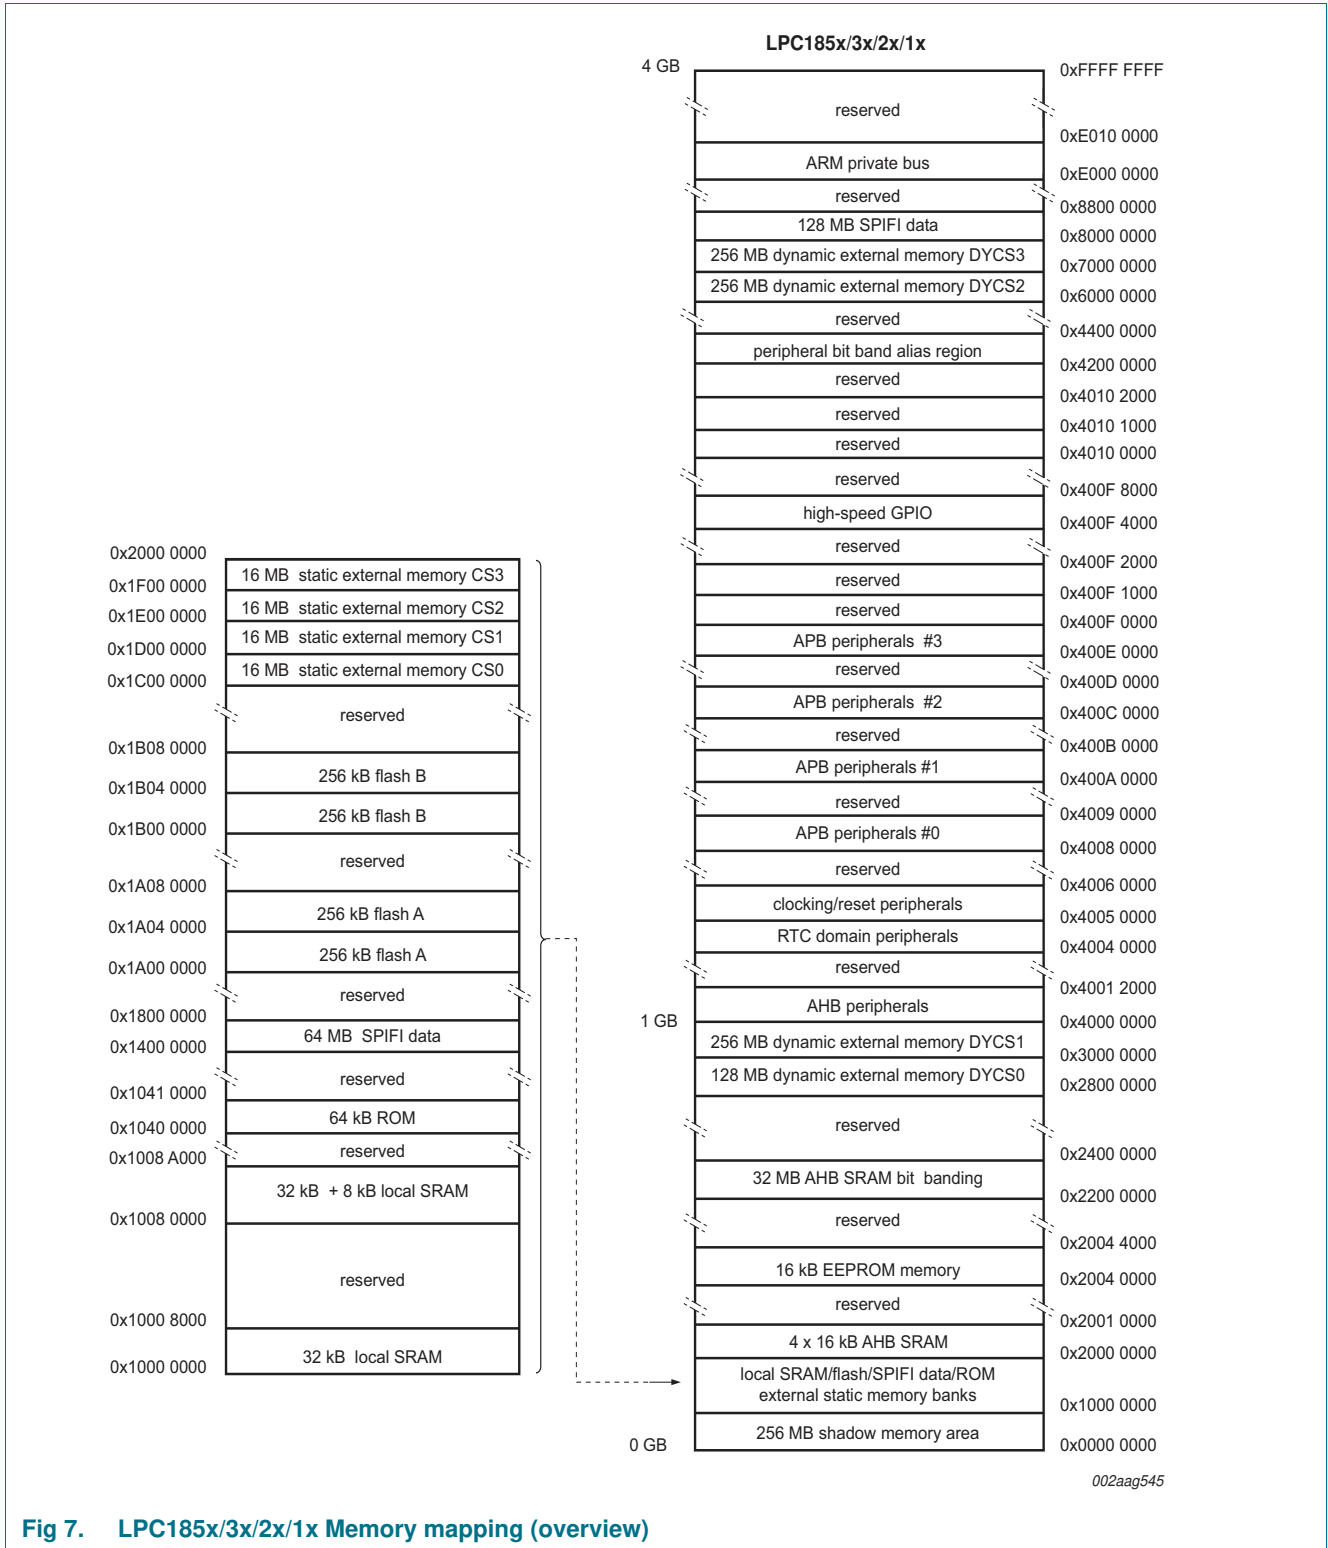 LPC185x/3x/2x/1x
4 GB
0xFFFF FFFF
reserved
0xE010 0000
ARM private bus
0xE000 0000
reserved
0x8800 0000
128 MB SPIFI data
0x8000 0000
256 MB dynamic external memory DYCS3
0x7000 0000
256 MB dynamic external memory DYCS2
0x6000 0000
reserved
0x4400 0000
peripheral bit band alias region
0x4200 0000
reserved
0x4010 2000
reserved
0x4010 1000
reserved
0x4010 0000
reserved
0x400F 8000
high-speed GPIO
0x400F 4000
reserved
0x400F 2000
reserved
0x400F 1000
reserved
0x400F 0000
APB peripherals #3
0x400E 0000
reserved
0x400D 0000
APB peripherals #2
0x400C 0000
reserved
0x400B 0000
APB peripherals #1
0x400A 0000
reserved
0x4009 0000
APB peripherals #0
0x4008 0000
reserved
0x4006 0000
clocking/reset peripherals
0x4005 0000
RTC domain peripherals
0x4004 0000
reserved
0x4001 2000
AHB peripherals
1 GB
0x4000 0000
256 MB dynamic external memory DYCS1
0x3000 0000
128 MB dynamic external memory DYCS0
0x2800 0000
reserved
0x2400 0000
32 MB AHB SRAM bit banding
0x2200 0000
reserved
0x2004 4000
16 kB EEPROM memory
0x2004 0000
reserved
0x2001 0000
4 x 16 kB AHB SRAM
0x2000 0000
local SRAM/flash/SPIFI data/ROM
external static memory banks
0x1000 0000
256 MB shadow memory area
0 GB
0x0000 0000
0x2000 0000
16 MB static external memory CS3
0x1F00 0000
16 MB static external memory CS2
0x1E00 0000
16 MB static external memory CS1
0x1D00 0000
16 MB static external memory CS0
0x1C00 0000
reserved
0x1B08 0000
256 kB flash B
0x1B04 0000
256 kB flash B
0x1B00 0000
reserved
0x1A08 0000
256 kB flash A
0x1A04 0000
256 kB flash A
0x1A00 0000
reserved
0x1800 0000
64 MB SPIFI data
0x1400 0000
reserved
0x1041 0000
64 kB ROM
0x1040 0000
reserved
0x1008 A000
32 kB + 8 kB local SRAM
0x1008 0000
reserved
0x1000 8000
32 kB local SRAM
0x1000 0000
002aag545
Fig 7. LPC185x/3x/2x/1x Memory mapping (overview)